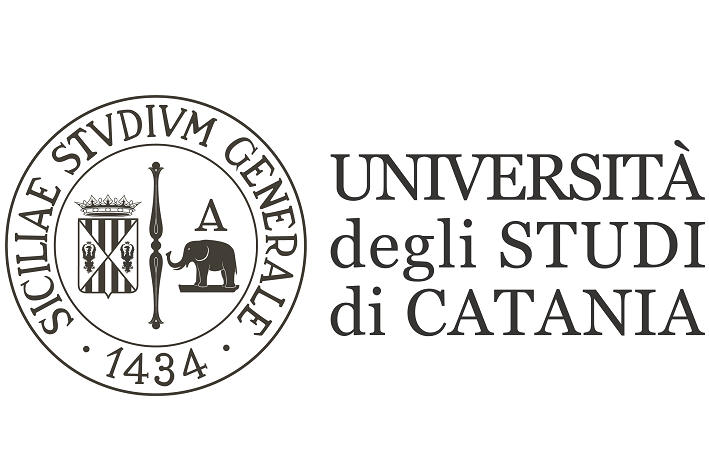 SICILIAE STVDIVM GENERALE
· 1434 ·
A
UNIVERSITÀ
degli STUDI
di CATANIA